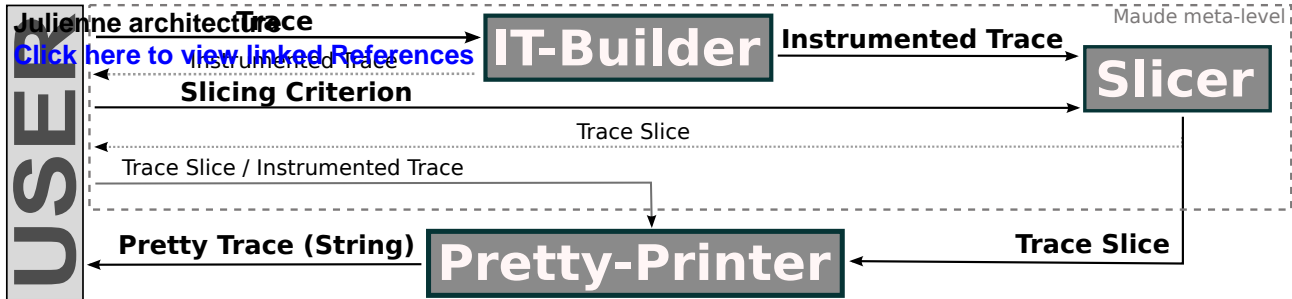 Julienne architecture
Click here to view linked References
USER
Trace
IT-Builder
Instrumented Trace
Maude meta-level
Instrumented Trace
Slicer
Slicing Criterion
Trace Slice
Trace Slice / Instrumented Trace
Pretty Trace (String)
Pretty-Printer
Trace Slice